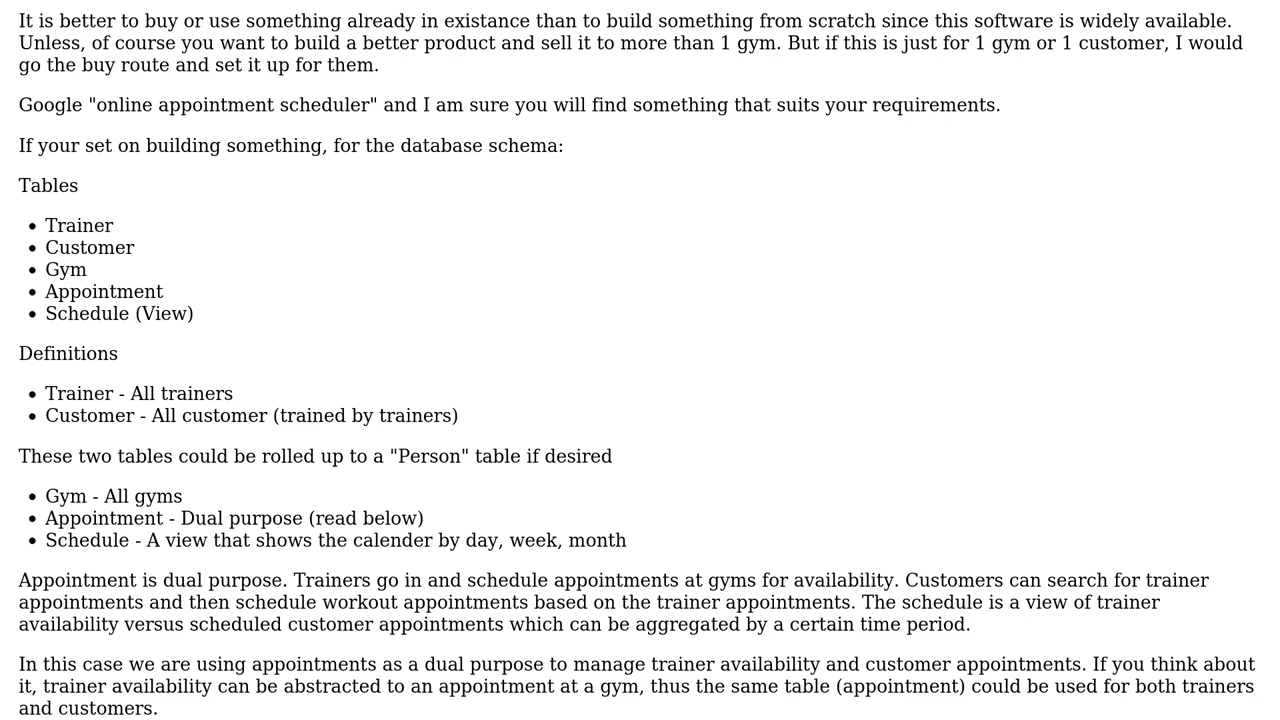 It is better to buy or use something already in existance than to build something from scratch since this software is widely available.
Unless, of course you want to build a better product and sell it to more than 1 gym. But if this is just for 1 gym or 1 customer, I would
go the buy route and set it up for them.
Google "online appointment scheduler" and I am sure you will find something that suits your requirements.
If your set on building something, for the database schema:
Tables
• Trainer
• Customer
• Gym
• Appointment
• Schedule (View)
Definitions
• Trainer - All trainers
• Customer - All customer (trained by trainers)
These two tables could be rolled up to a "Person" table if desired
• Gym - All gyms
• Appointment - Dual purpose (read below)
• Schedule - A view that shows the calender by day, week, month
Appointment is dual purpose. Trainers go in and schedule appointments at gyms for availability. Customers can search for trainer
appointments and then schedule workout appointments based on the trainer appointments. The schedule is a view of trainer
availability versus scheduled customer appointments which can be aggregated by a certain time period.
In this case we are using appointments as a dual purpose to manage trainer availability and customer appointments. If you think about
it, trainer availability can be abstracted to an appointment at a gym, thus the same table (appointment) could be used for both trainers
and customers.